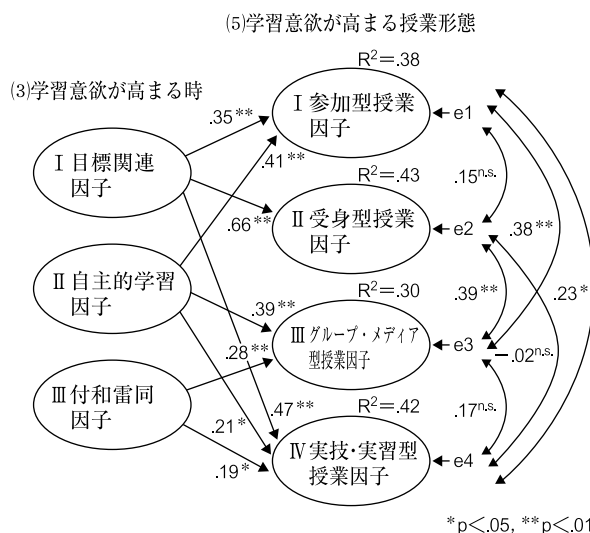 ⑸学習意欲が高まる授業形態
R²=.38
⑶学習意欲が高まる時
Ⅰ参加型授業
因子
e1
.35**
Ⅰ目標関連
因子
.41**
R²=.43
.15n.s.
Ⅱ受身型授業
因子
e2
.66**
.38**
Ⅱ自主的学習
因子
R²=.30
.39**
.39**
.23*
Ⅲグループ・メディア
型授業因子
e3
.28**
-.02n.s.
Ⅲ付和雷同
因子
R²=.42
.47**
.17n.s.
.21*
Ⅳ実技・実習型
授業因子
e4
.19*
*p<.05, **p<.01